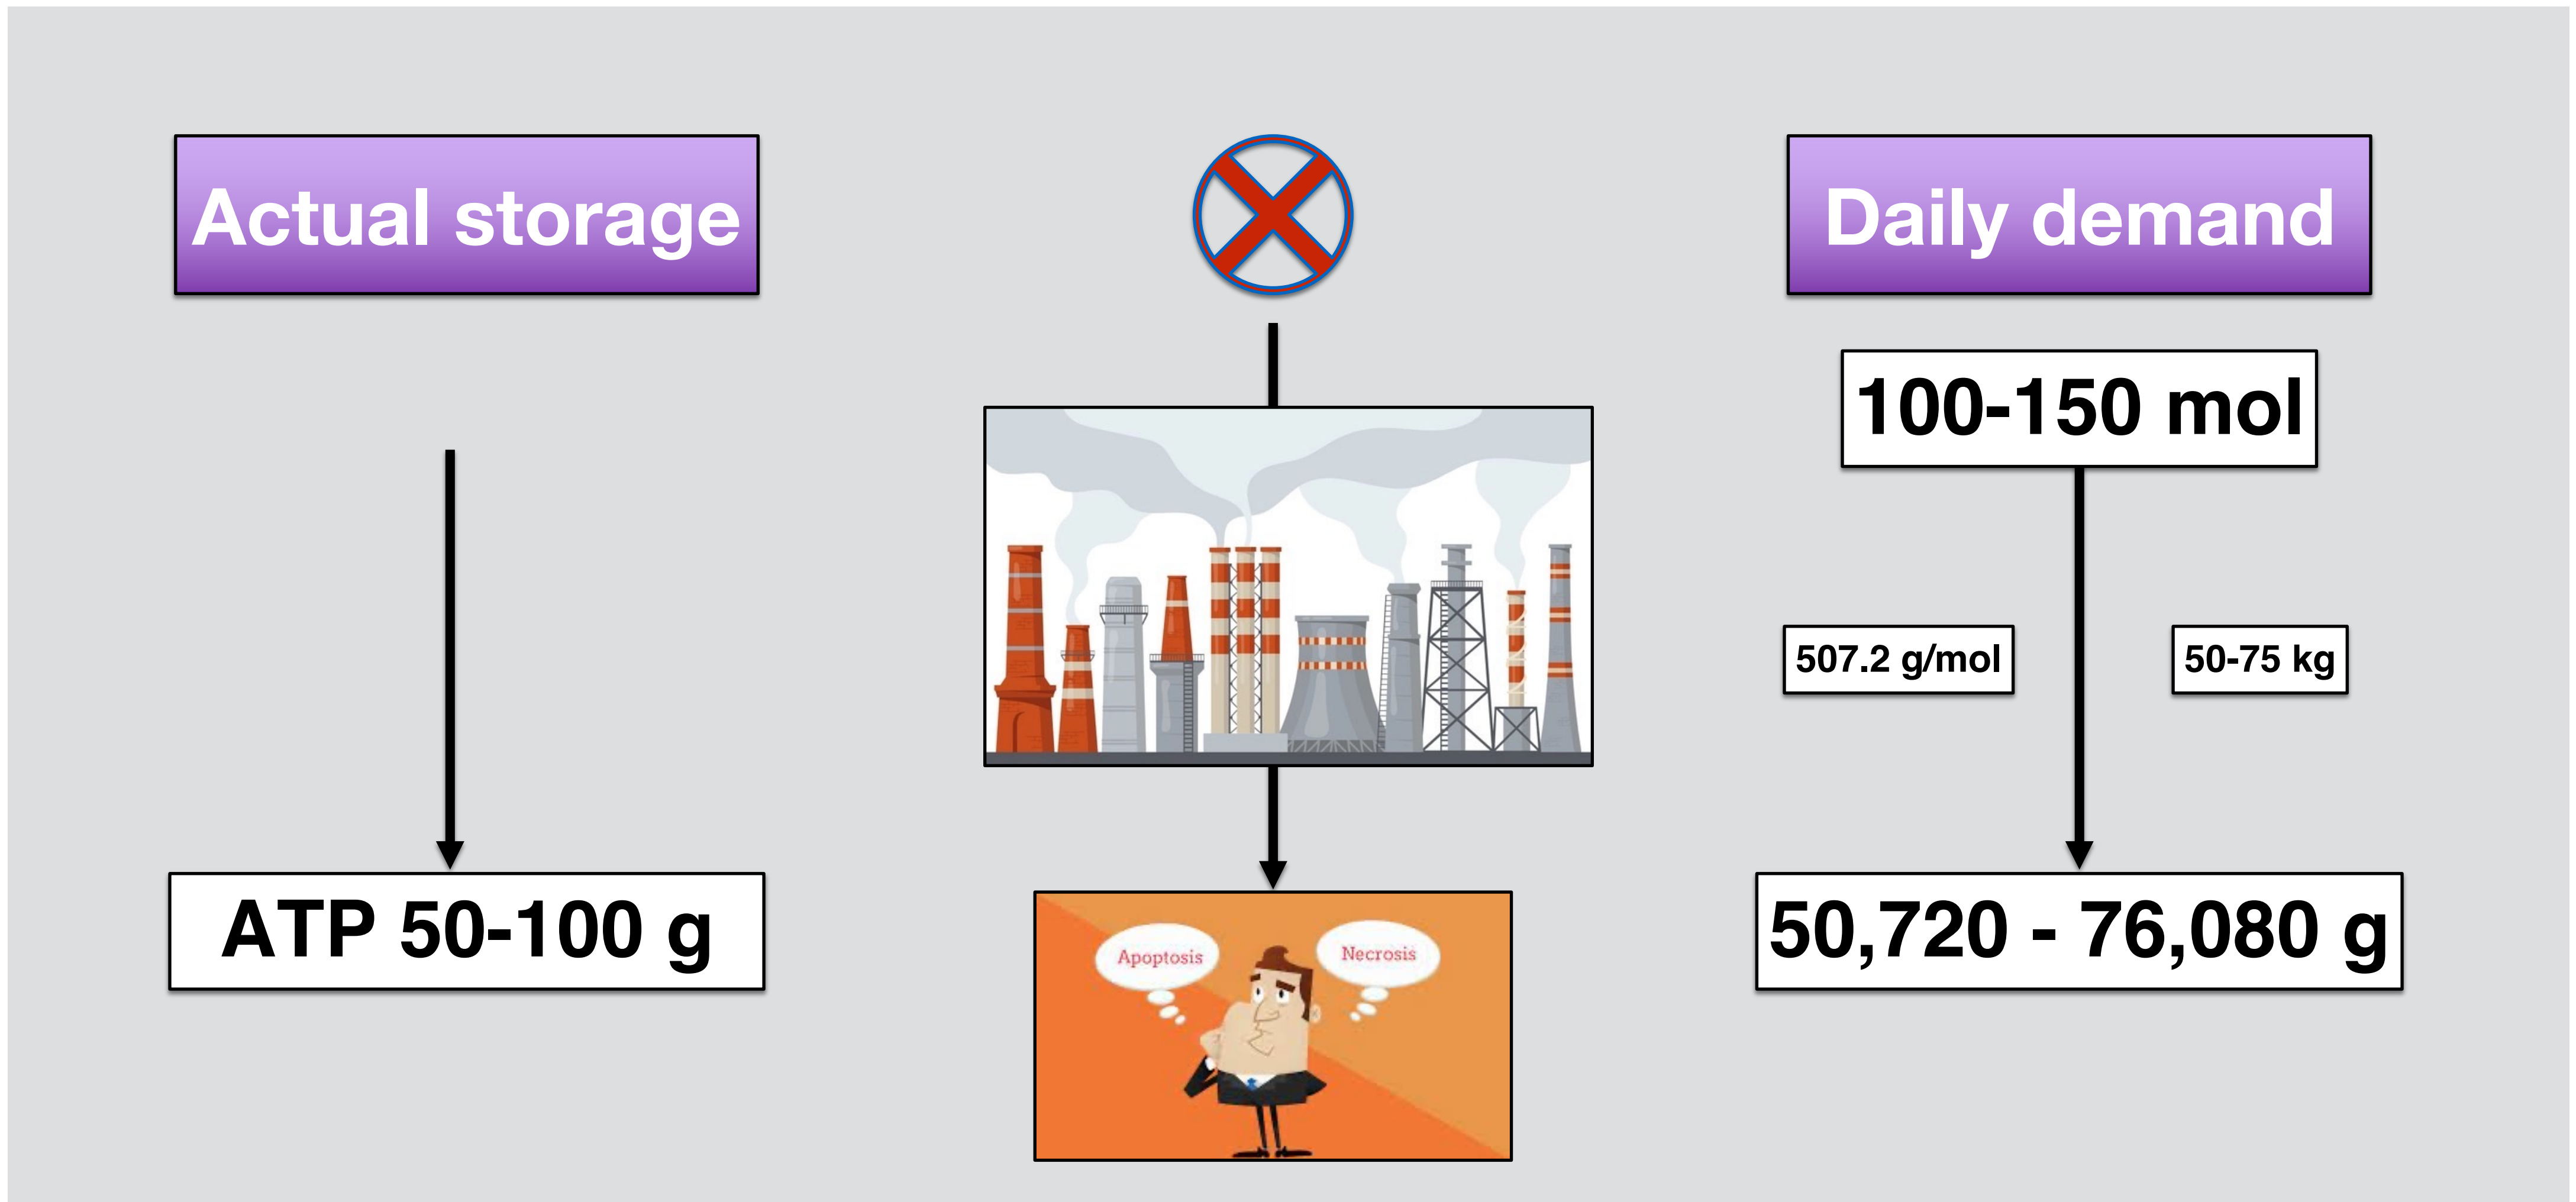 Actual storage
Daily demand
100-150 mol
507.2 g/mol
50-75 kg
ATP 50-100 g
50,720 - 76,080 g
Apoptosis
Necrosis